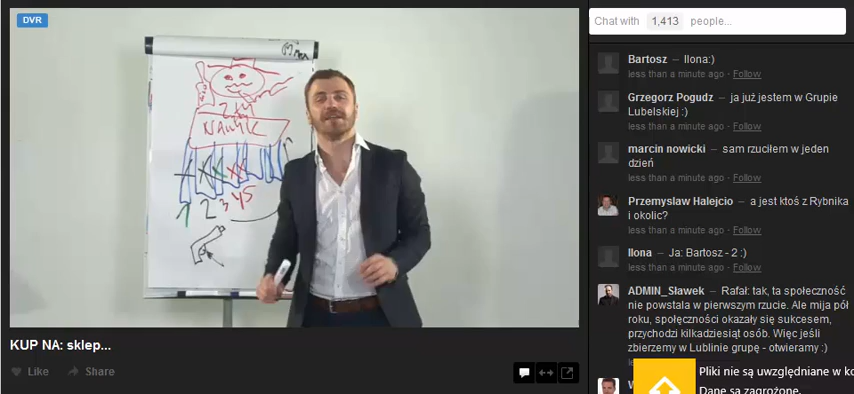 DVR
Zły
NAWYK
1 2 3 4 5
KUP NA: sklep...
Like Share
Chat with 1,413 people...
Bartosz – Ilona:)
less than a minute ago · Follow
Grzegorz Pogudz – ja już jestem w Grupie
Lubelskiej :)
less than a minute ago · Follow
marcin nowicki – sam rzuciłem w jeden
dzień
less than a minute ago · Follow
Przemyslaw Halejcio – a jest ktoś z Rybnika
i okolic?
less than a minute ago · Follow
Ilona – Ja: Bartosz - 2 :)
less than a minute ago · Follow
ADMIN_Sławek – Rafał: tak, ta społeczność
nie powstala w pierwszym rzucie. Ale mija pół
roku, społeczności okazały się sukcesem,
przychodzi kilkadziesiąt osób. Więc jeśli
zbierzemy w Lublinie grupę - otwieramy :)
Pliki nie są uwzględniane w ko
Dane są zagrożone.